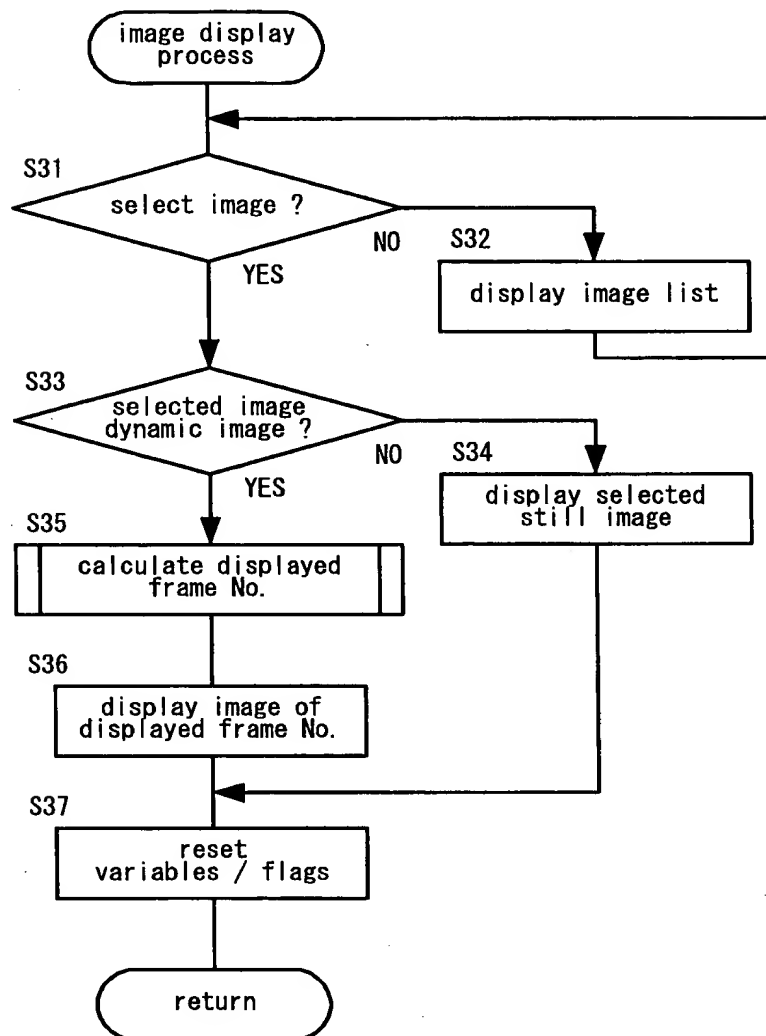 image display
process
S31
select image ?
NO
YES
S32
display image list
S33
selected image
dynamic image ?
NO
YES
S34
display selected
still image
S35
calculate displayed
frame No.
S36
display image of
displayed frame No.
S37
reset
variables / flags
return